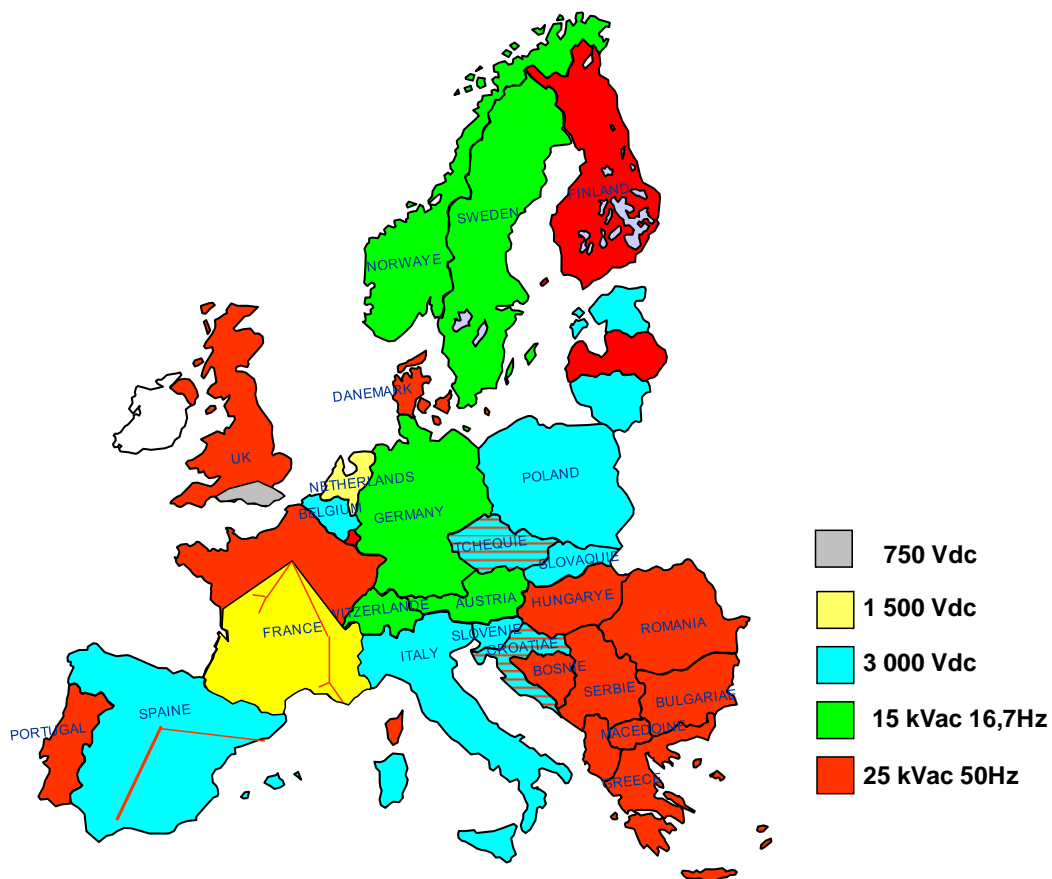 FINLAND
SWEDEN
NORWAYE
DANEMARK
UK
NETHERLANDS
POLAND
BELGIUM
GERMANY
TCHEQUIE
SLOVAQUIE
750 Vdc
HUNGARYE
AUSTRIA
WITZERLANDE
1 500 Vdc
ROMANIA
FRANCE
SLOVENIE
CROATIAE
ITALY
3 000 Vdc
BOSNIE
SERBIE
BULGARIAE
SPAINE
PORTUGAL
MACEDOINE
15 kVac 16,7Hz
GREECE
25 kVac 50Hz